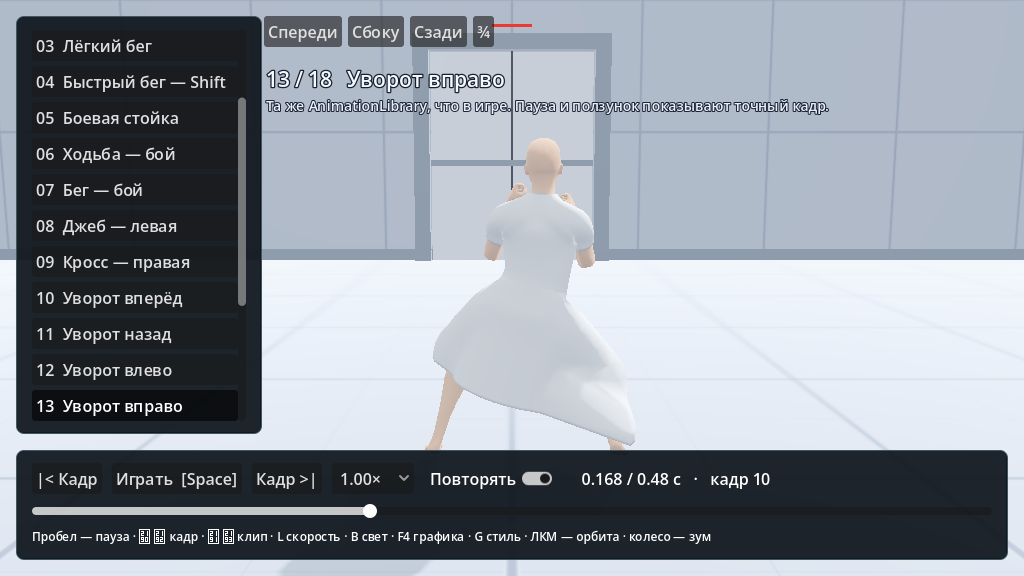 Спереди Сбоку Сзади ¾
13 / 18 Уворот вправо
Та же AnimationLibrary, что в игре. Пауза и ползунок показывают точный кадр.
03 Лёгкий бег
04 Быстрый бег — Shift
05 Боевая стойка
06 Ходьба — бой
07 Бег — бой
08 Джеб — левая
09 Кросс — правая
10 Уворот вперёд
11 Уворот назад
12 Уворот влево
13 Уворот вправо
|< Кадр Играть [Space] Кадр >| 1.00× Повторять 0.168 / 0.48 с · кадр 10
Пробел — пауза · кадр · клип · L скорость · B свет · F4 графика · G стиль · ЛКМ — орбита · колесо — зум